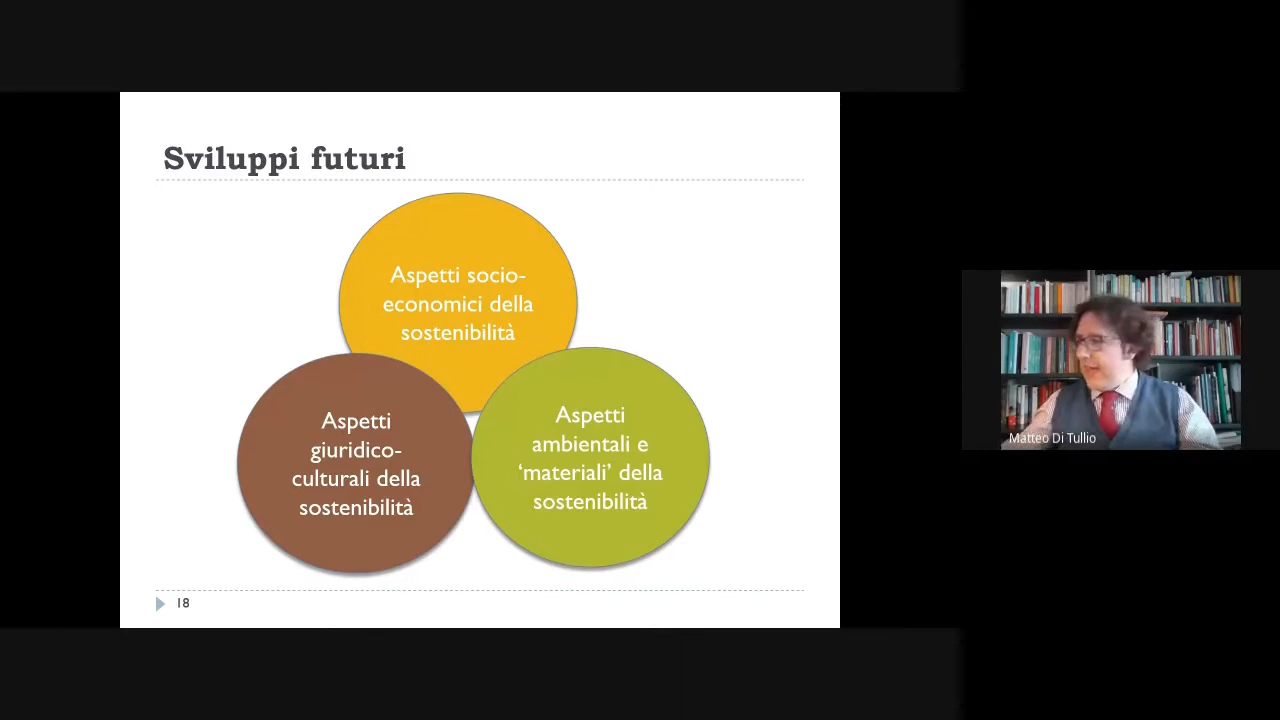 Sviluppi futuri
Aspetti socio-
economici della
sostenibilità
Aspetti
giuridico-
culturali della
sostenibilità
Aspetti
ambientali e
‘materiali’ della
sostenibilità
18
Matteo Di Tullio